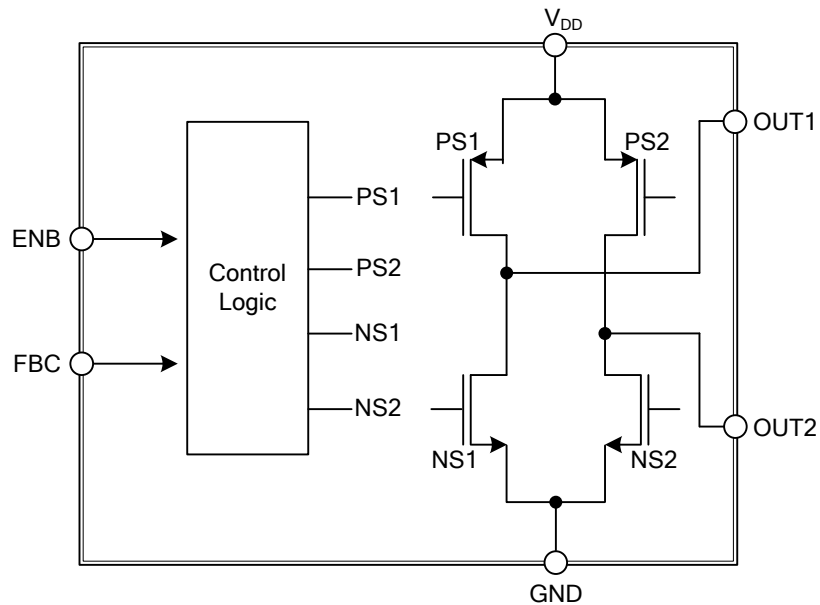 VDD
OUT1
PS1
PS2
PS1
ENB
PS2
Control
Logic
NS1
FBC
NS2
NS1
NS2
OUT2
GND